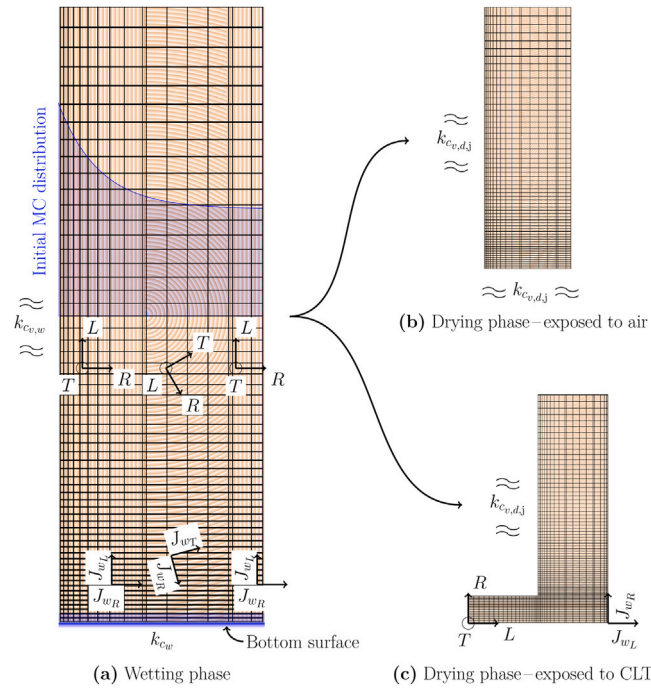 Initial MC distribution
k_{c_{v,w}}
L
T
R
T
L
R
L
T
R
J_{w_L}
J_{w_R}
J_{w_T}
J_{w_R}
J_{w_L}
J_{w_R}
k_{c_w}
Bottom surface
(a) Wetting phase
k_{c_{v,d,j}}
k_{c_{v,d,j}}
(b) Drying phase–exposed to air
k_{c_{v,d,j}}
R
T
L
J_{w_R}
J_{w_L}
(c) Drying phase–exposed to CLT